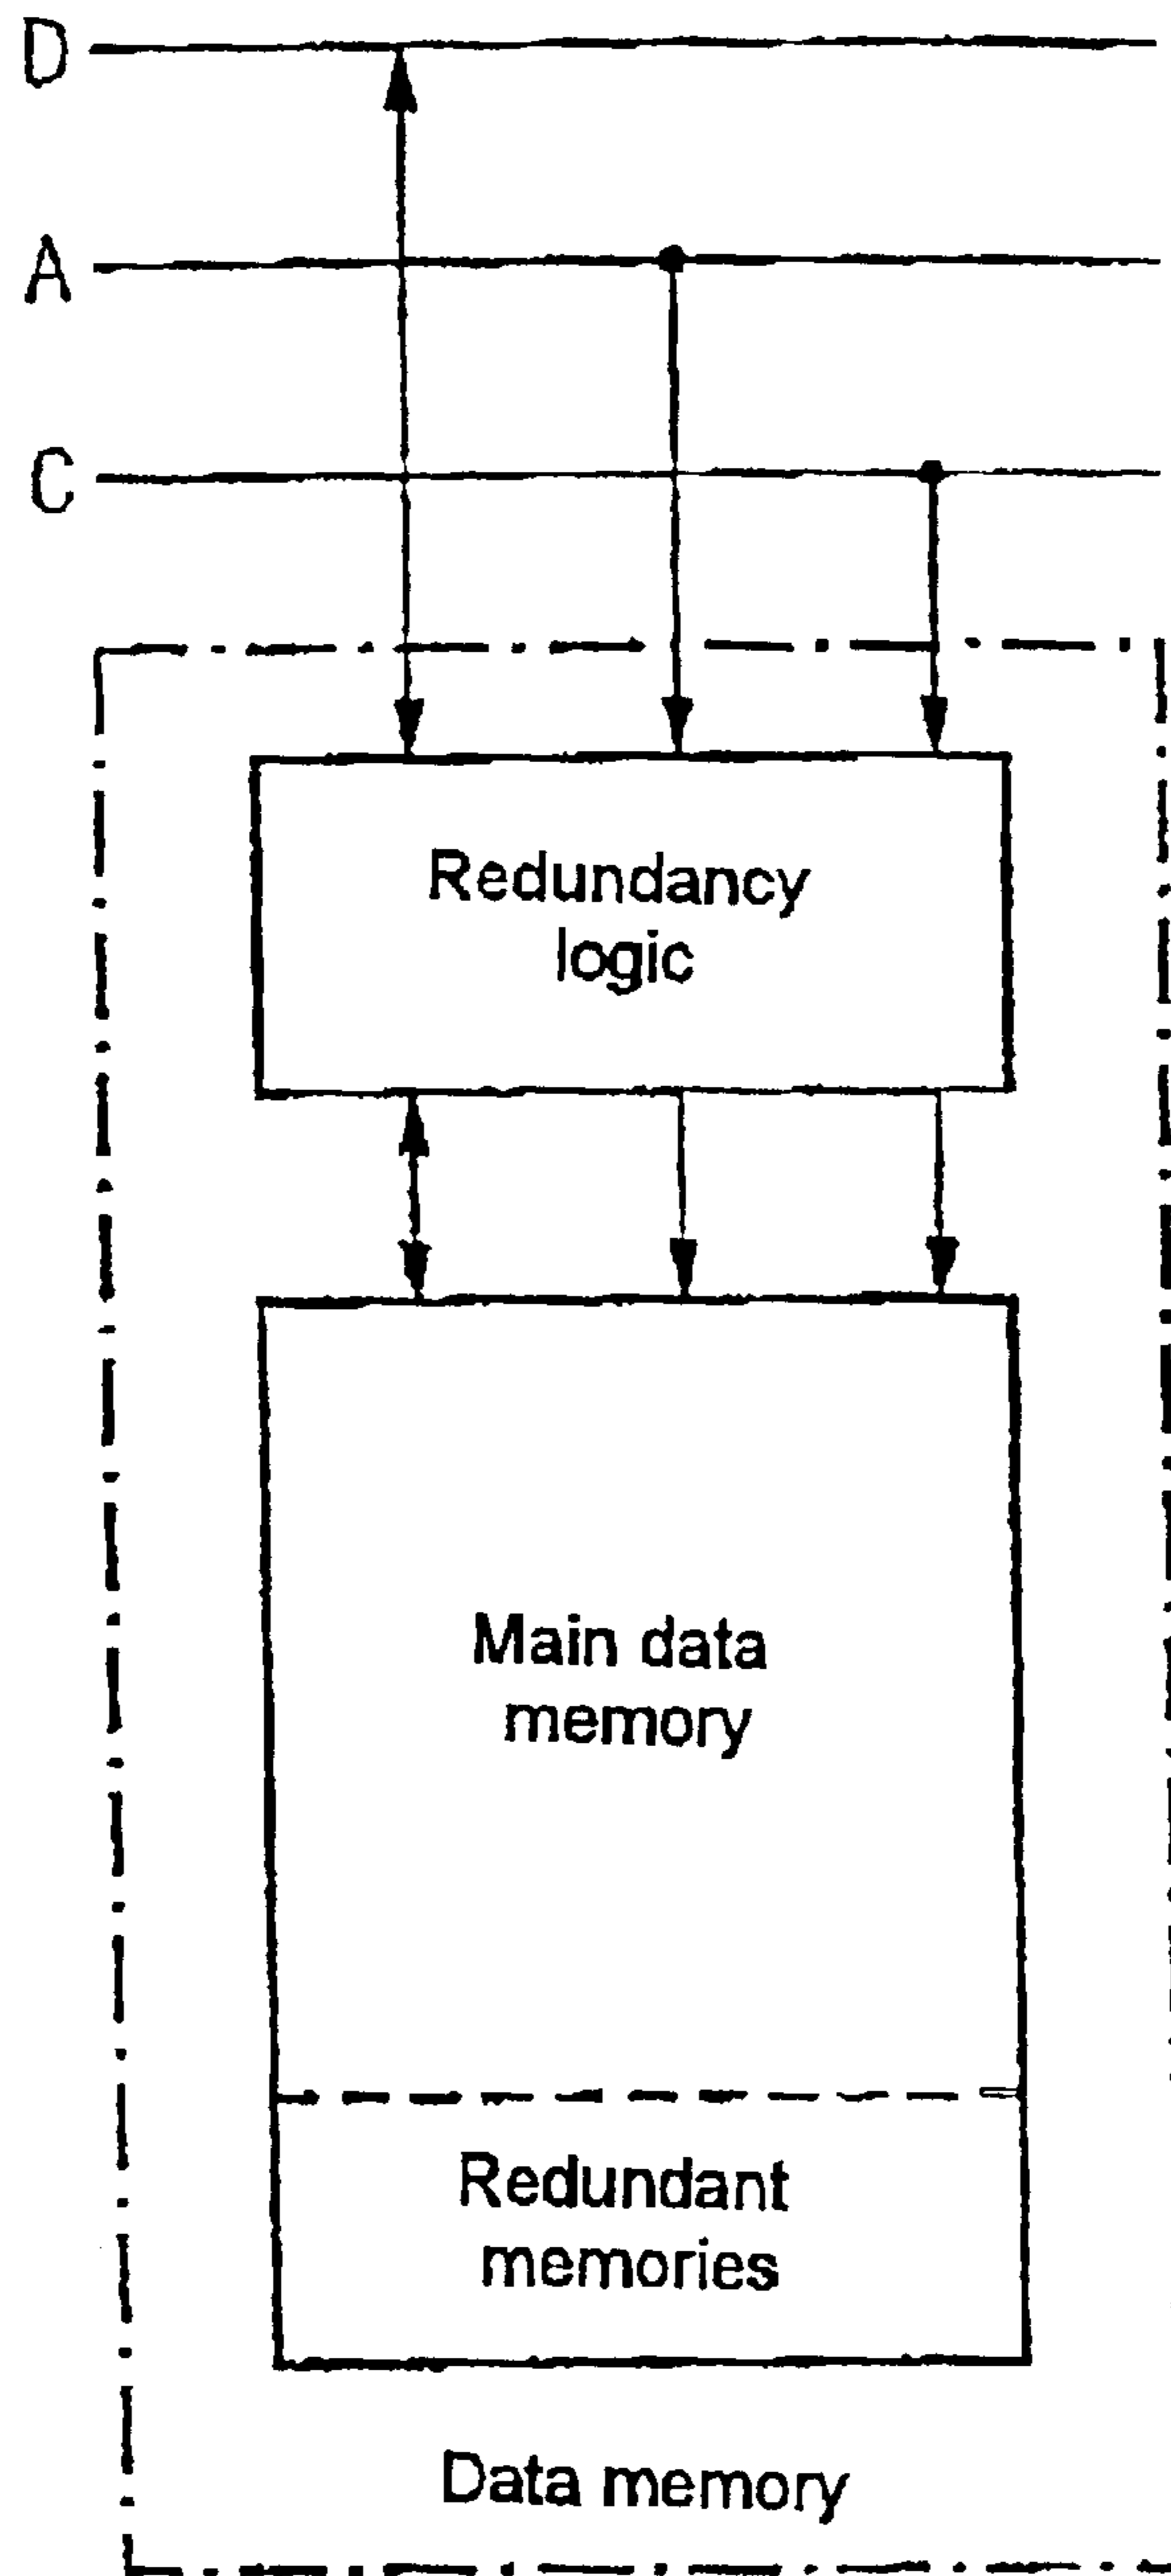 D
A
C
Redundancy
logic
Main data
memory
Redundant
memories
Data memory